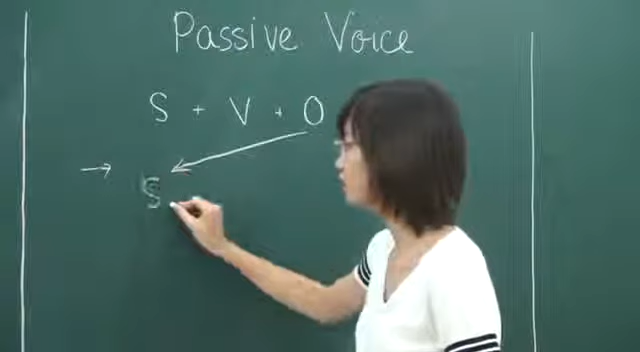 Passive Voice
S + V + O
→ S